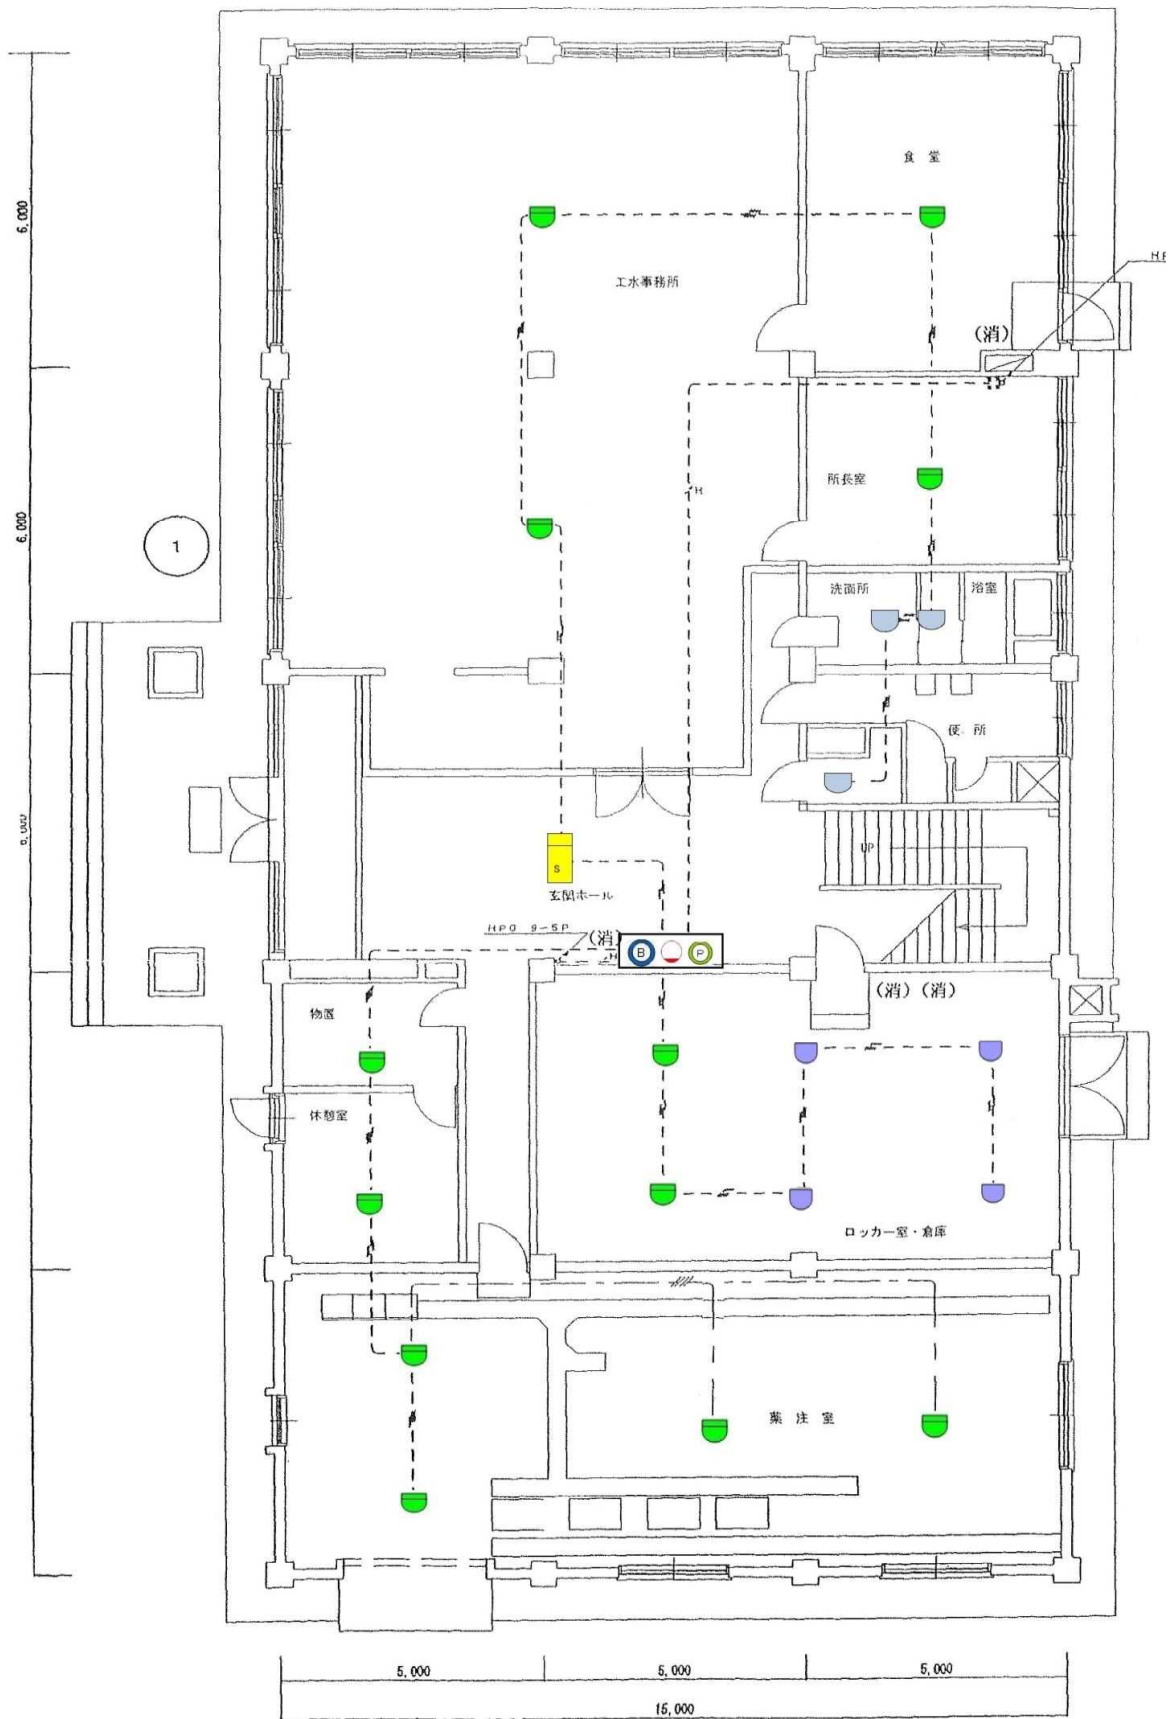 食堂
6,000
工水事務所
HP
(消)
所長室
6,000
1
H
洗面所
浴室
便所
UP
S
玄関ホール
HPO 9-5P
(消)
B
P
H
(消)(消)
物置
休憩室
ロッカー室・倉庫
薬注室
5,000
5,000
5,000
15,000